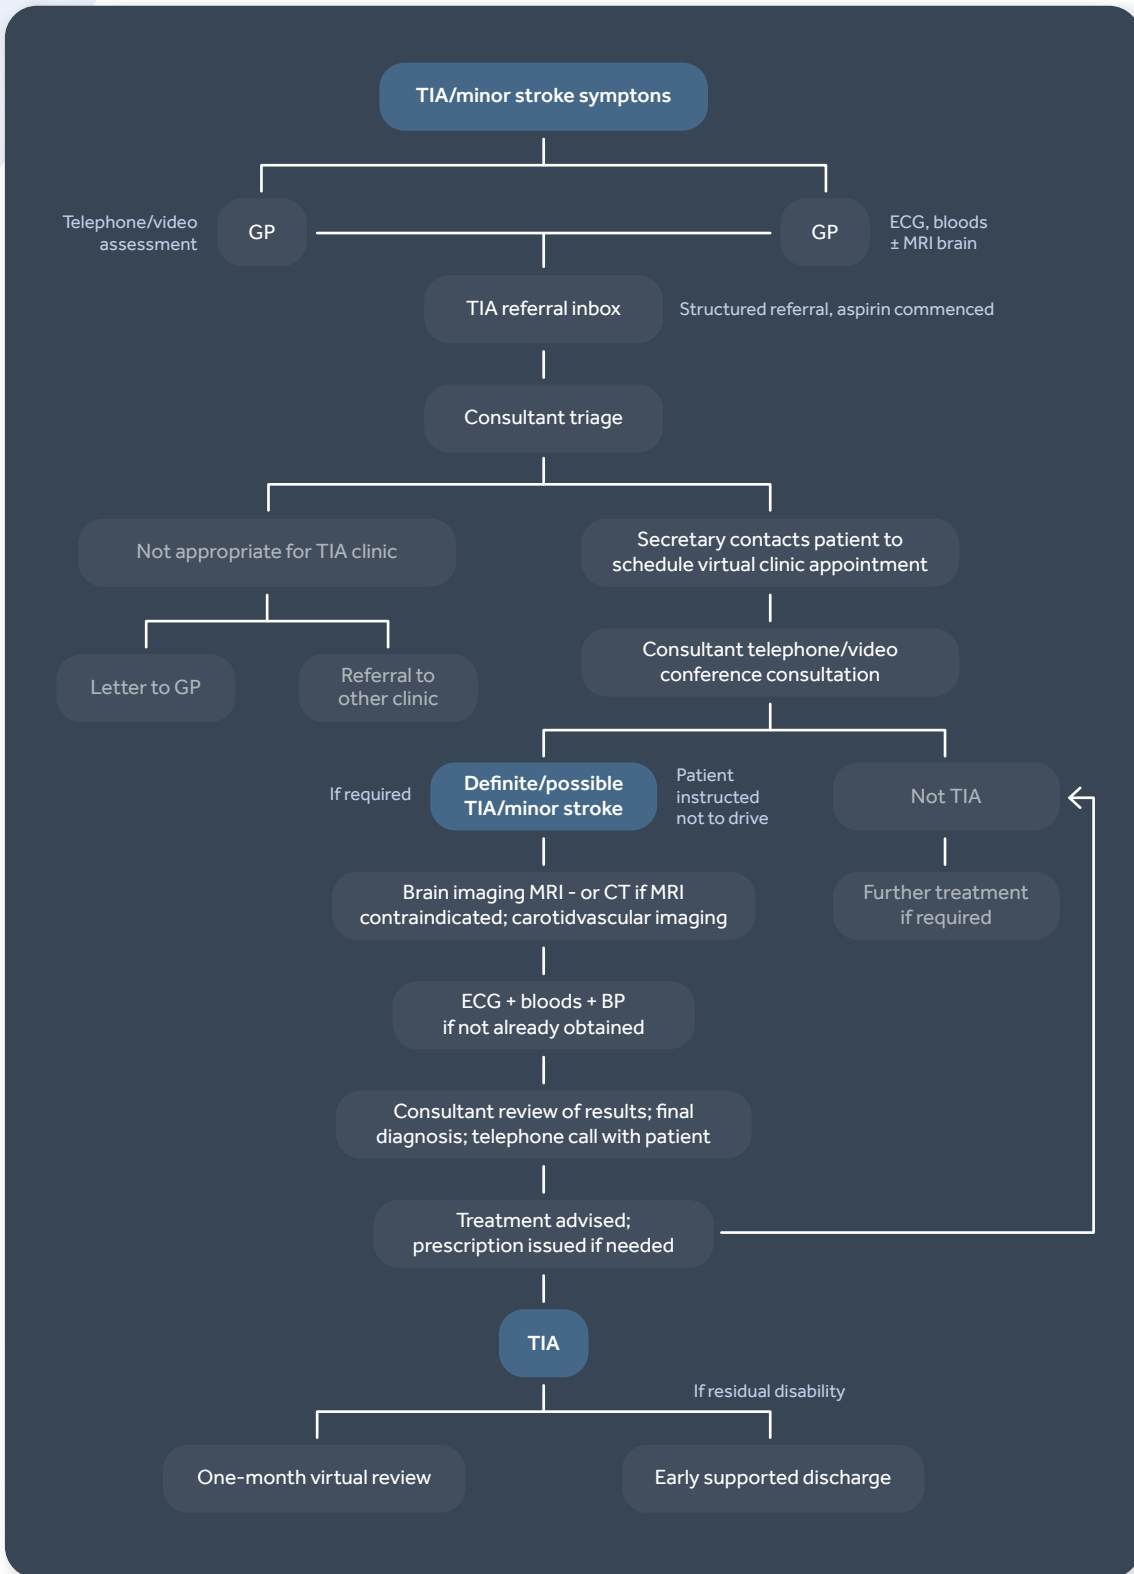 TIA/minor stroke symptons
Telephone/video
assessment
GP
GP
ECG, bloods
± MRI brain
TIA referral inbox
Structured referral, aspirin commenced
Consultant triage
Not appropriate for TIA clinic
Secretary contacts patient to
schedule virtual clinic appointment
Letter to GP
Referral to
other clinic
Consultant telephone/video
conference consultation
If required
Definite/possible
TIA/minor stroke
Patient
instructed
not to drive
Not TIA
Brain imaging MRI - or CT if MRI
contraindicated; carotidvascular imaging
Further treatment
if required
ECG + bloods + BP
if not already obtained
Consultant review of results; final
diagnosis; telephone call with patient
Treatment advised;
prescription issued if needed
TIA
If residual disability
One-month virtual review
Early supported discharge